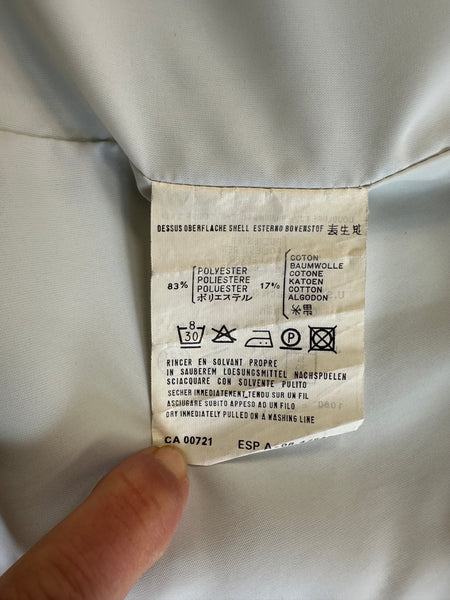 DESSUS OBERFLACHE SHELL ESTERNO BOVENSTOF 表生地
83% POLYESTER 17% COTON
POLIESTERE BAUMWOLLE
POLUESTER COTONE
ポリエステル KATOEN
COTTON
ALGODON
8
30
P
RINCER EN SOLVANT PROPRE
IN SAUBEREM LOESUNGSMITTEL NACHSPUELEN
SCIACQUARE CON SOLVENTE PULITO
SECHER IMMEDIATEMENT TENDU SUR UN FIL
ASCIUGARE SUBITO APPESO AD UN FILO
DRY IMMEDIATELY PULLED ON A WASHING LINE
CA 00721 ESP A